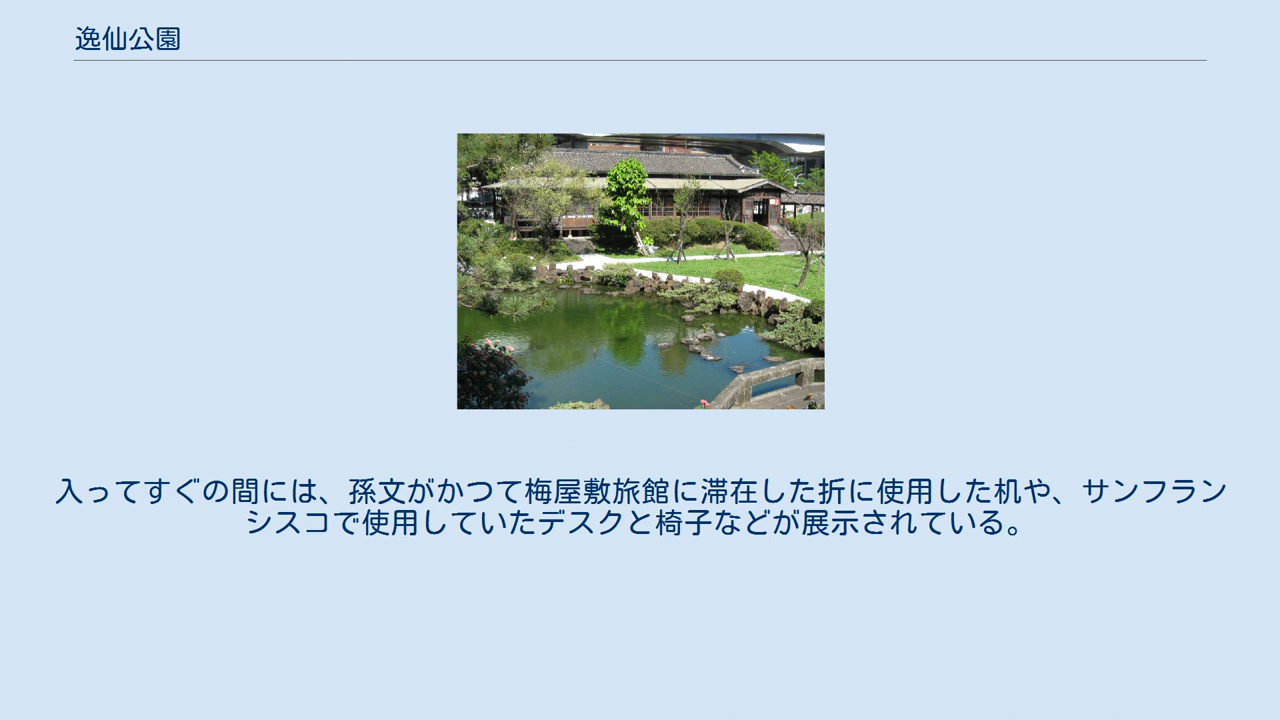 逸仙公園
入ってすぐの間には、孫文がかつて梅屋敷旅館に滞在した折に使用した机や、サンフラン
シスコで使用していたデスクと椅子などが展示されている。